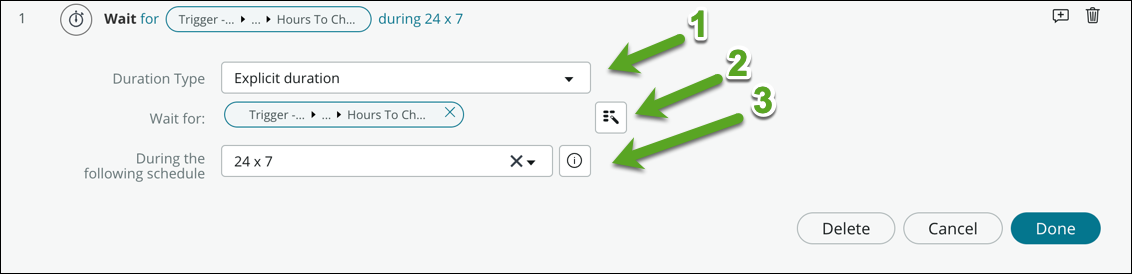 1 Wait for Trigger -... ▸ ... ▸ Hours To Ch... during 24 x 7
1
Duration Type Explicit duration
2
Wait for: Trigger -... ▸ ... ▸ Hours To Ch...
3
During the
following schedule
24 x 7
Delete Cancel Done